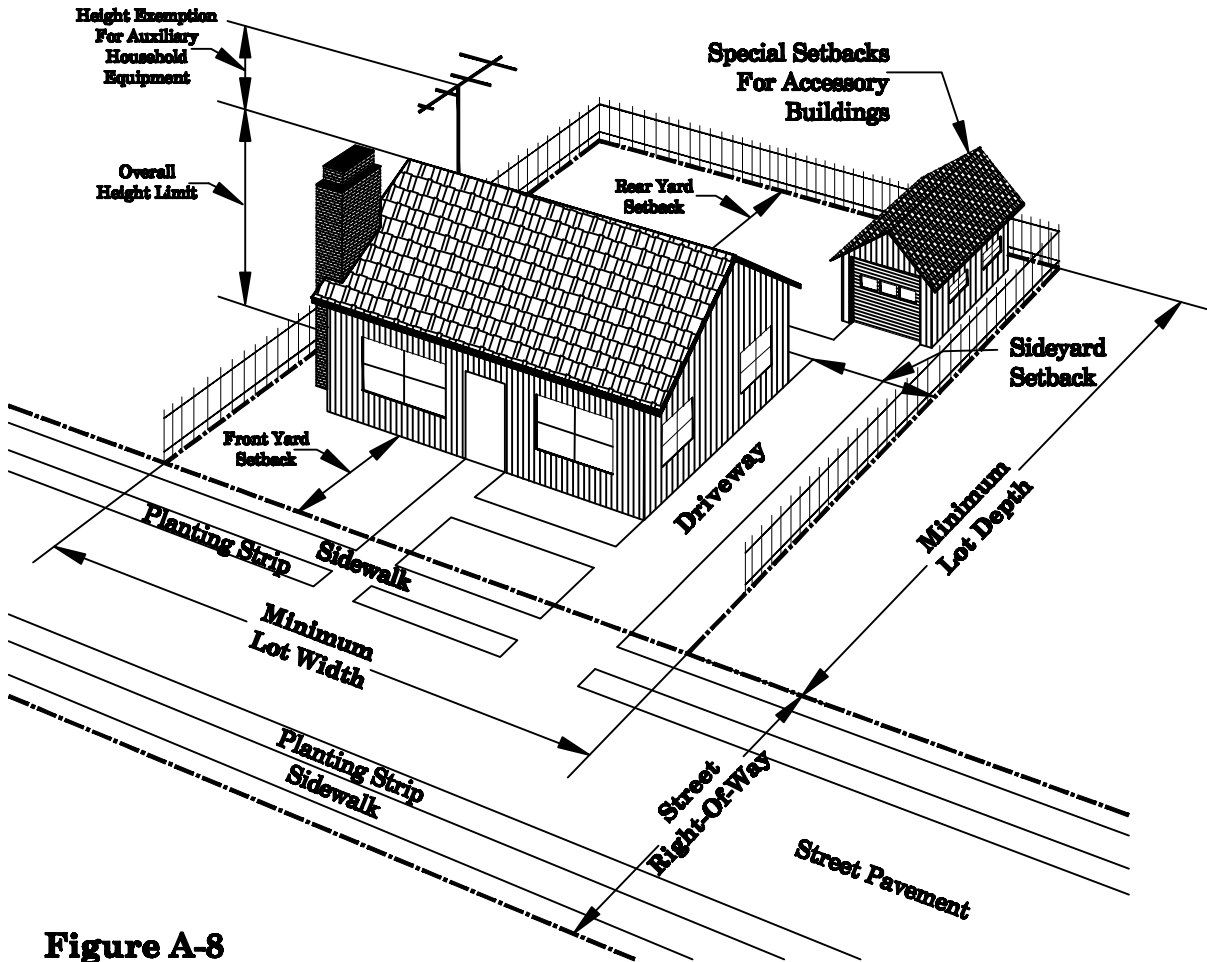 Height Exemption
For Auxiliary
Household
Equipment
Special Setbacks
For Accessory
Buildings
Overall
Height Limit
Rear Yard
Setback
Sideyard
Setback
Front Yard
Setback
Driveway
Minimum
Lot Depth
Planting Strip
Sidewalk
Minimum
Lot Width
Planting Strip
Sidewalk
Street
Right-Of-Way
Street Pavement
Figure A-8